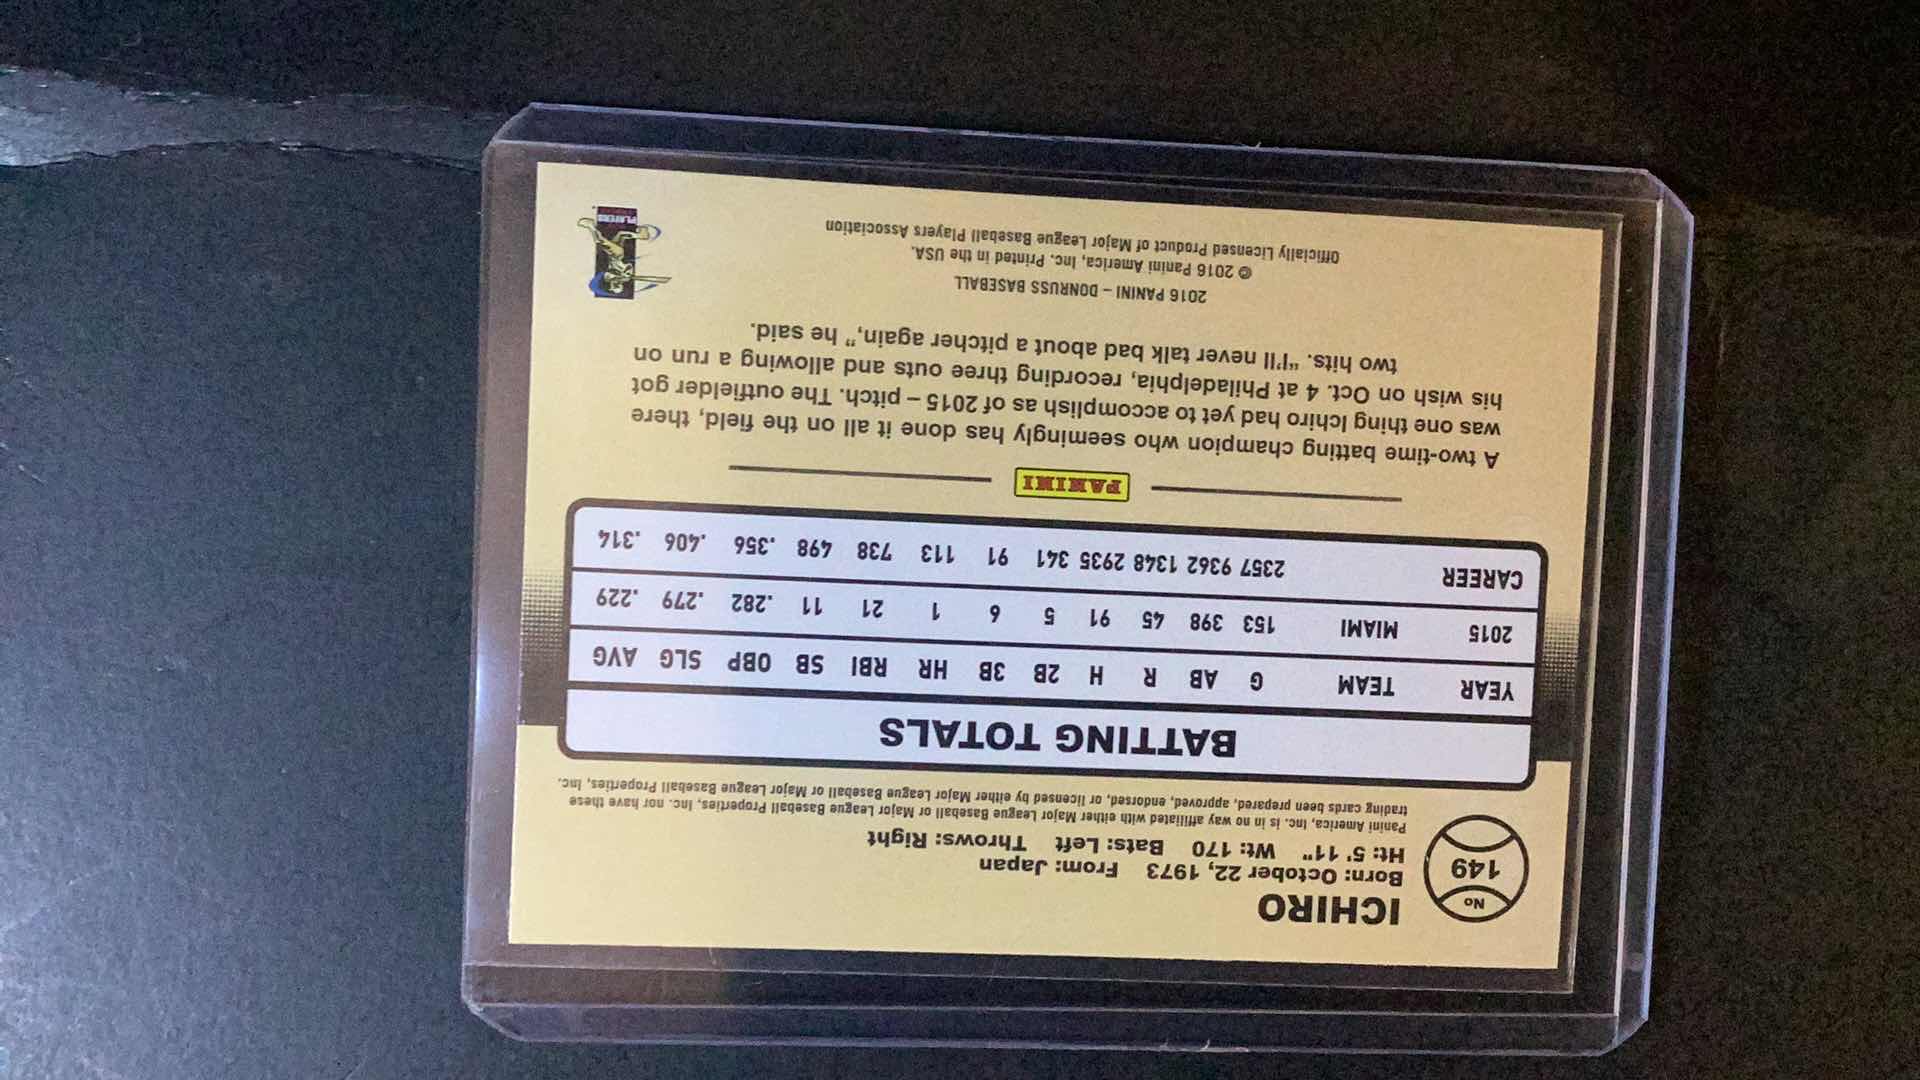 No
149
ICHIRO
Born: October 22, 1973 From: Japan
Ht: 5' 11" Wt: 170 Bats: Left Throws: Right
Panini America, Inc. is in no way affiliated with either Major League Baseball or Major League Baseball Properties, Inc. nor have these
trading cards been prepared, approved, endorsed, or licensed by either Major League Baseball or Major League Baseball Properties, Inc.
BATTING TOTALS
YEAR TEAM G AB R H 2B 3B HR RBI SB OBP SLG AVG
2015 MIAMI 153 398 45 91 5 6 1 21 11 .282 .279 .229
CAREER 2357 9362 1348 2935 341 91 113 738 498 .356 .406 .314
PANINI
A two-time batting champion who seemingly has done it all on the field, there
was one thing Ichiro had yet to accomplish as of 2015 – pitch. The outfielder got
his wish on Oct. 4 at Philadelphia, recording three outs and allowing a run on
two hits. "I'll never talk bad about a pitcher again," he said.
2016 PANINI – DONRUSS BASEBALL
© 2016 Panini America, Inc. Printed in the USA.
Officially Licensed Product of Major League Baseball Players Association
PLAYERS